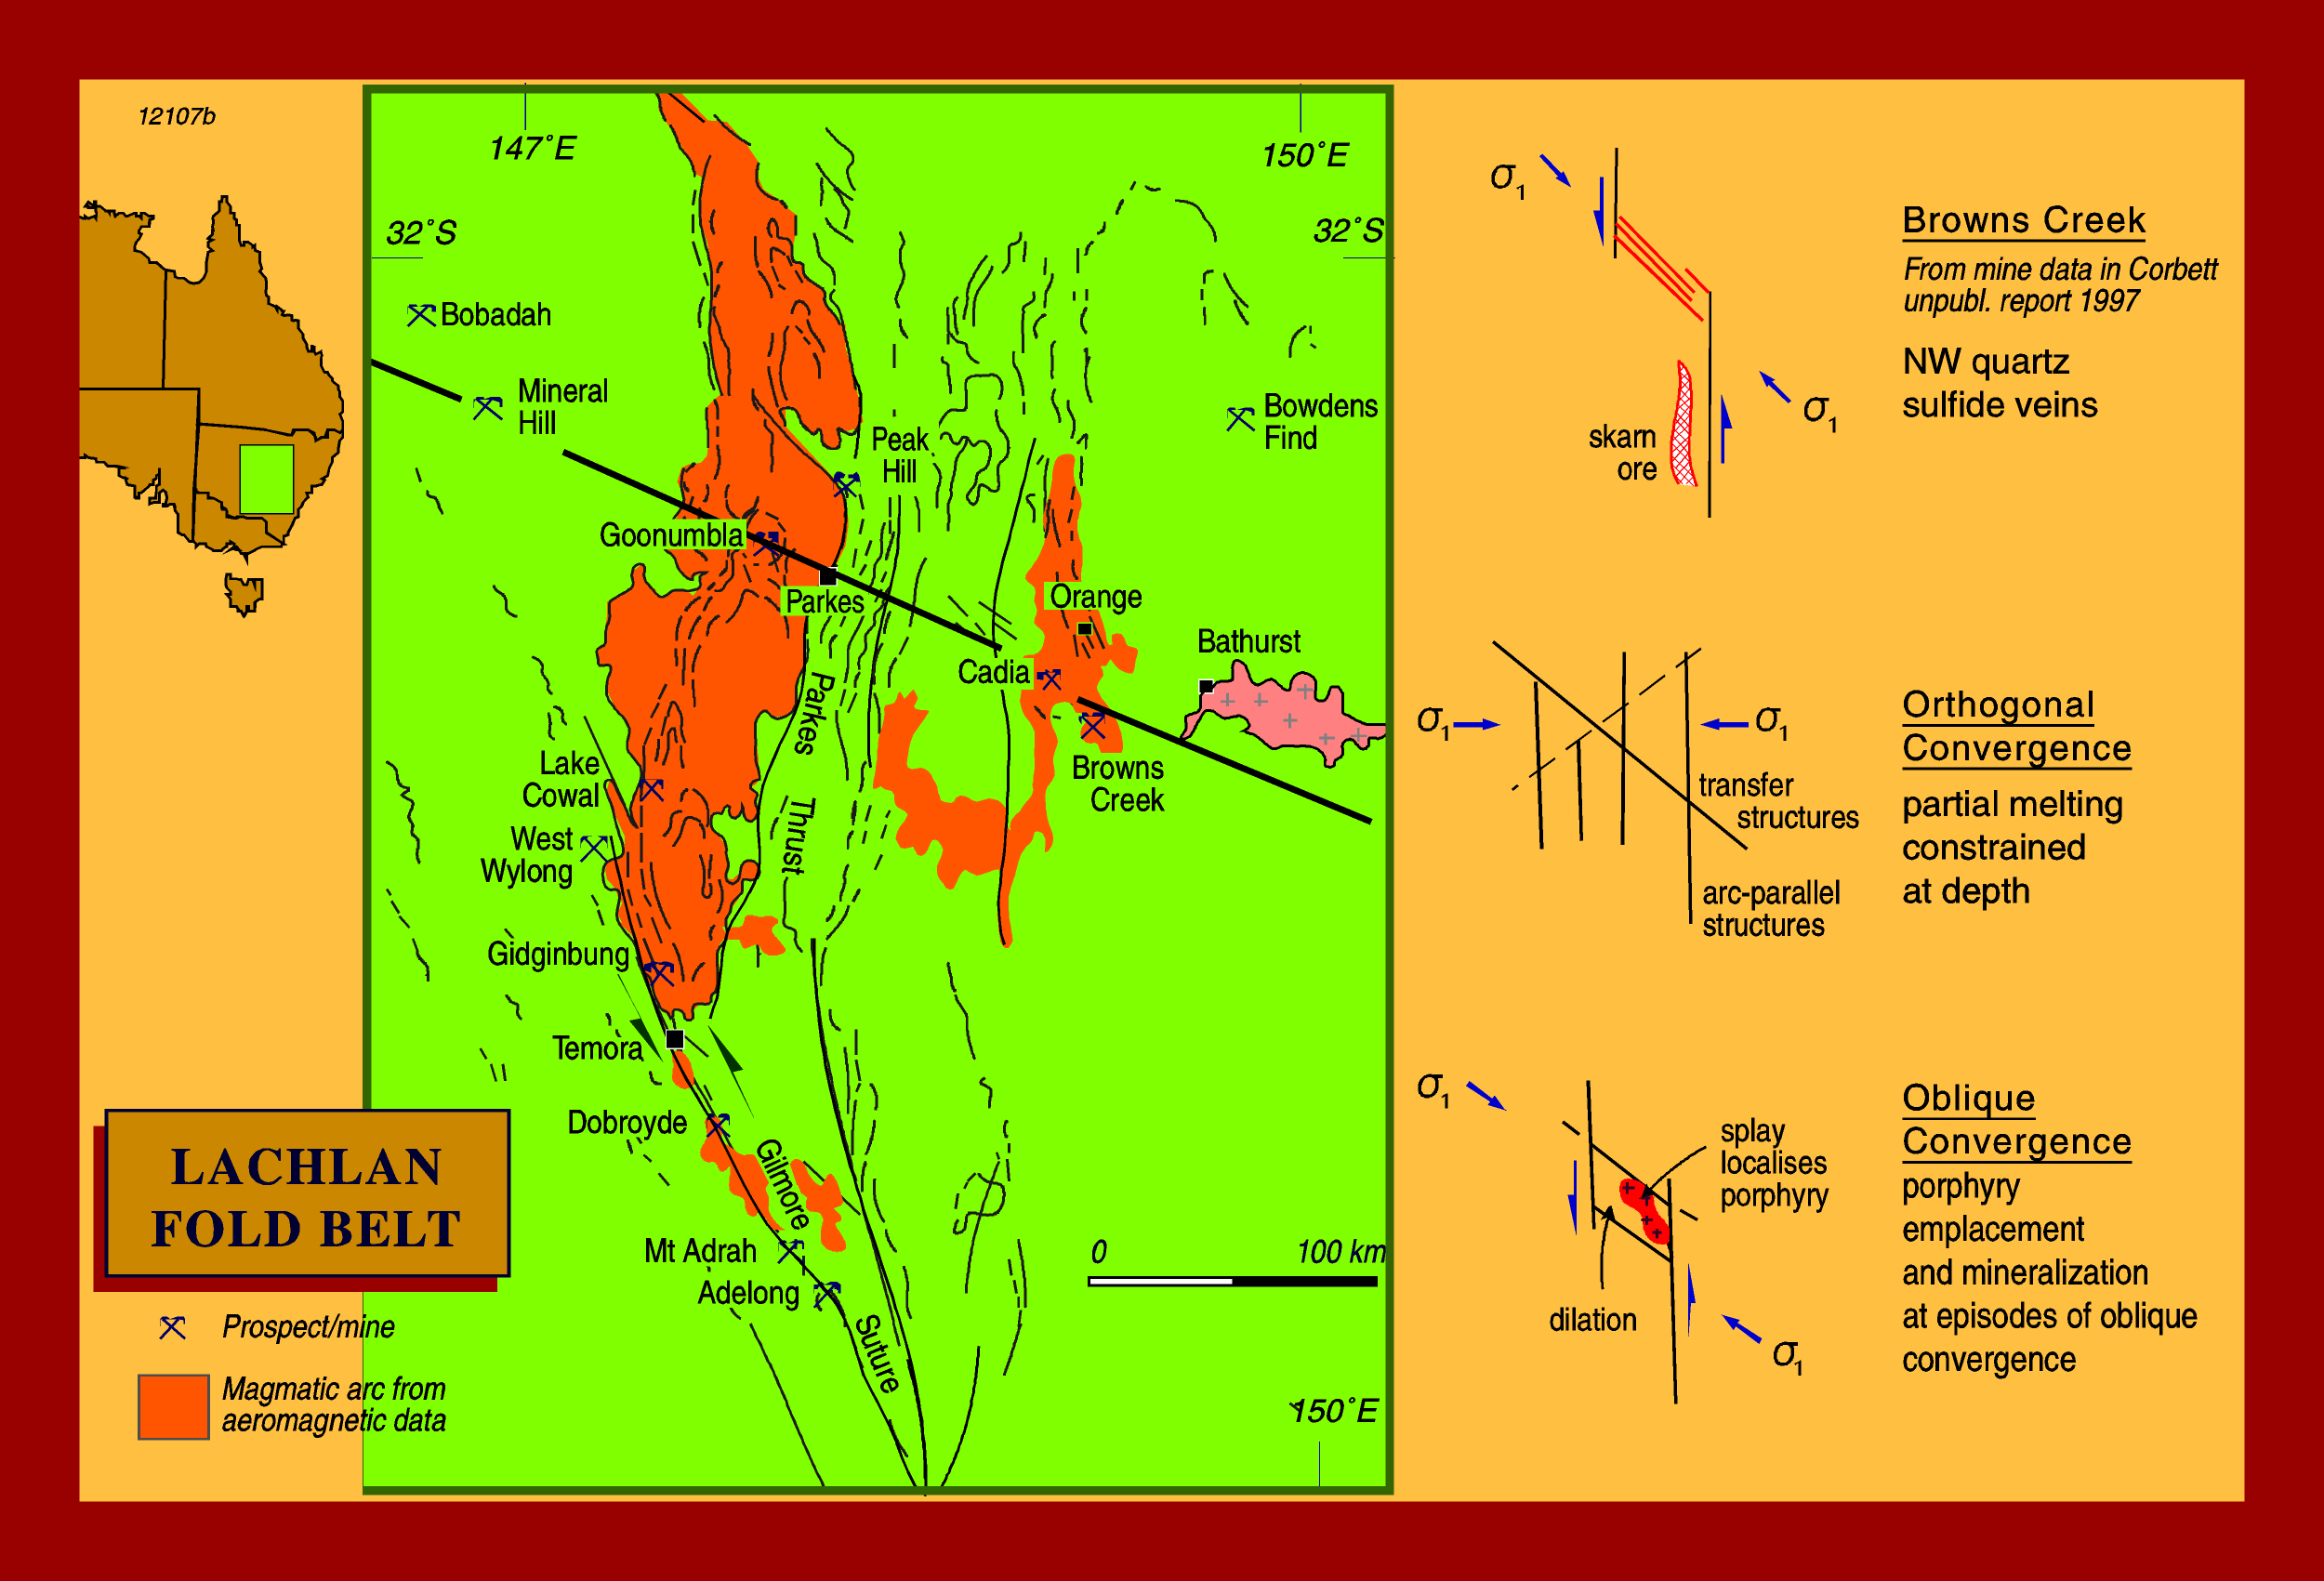 12107b
147°E
150°E
32°S
32°S
Bobadah
Mineral
Hill
Peak
Hill
Bowdens
Find
Goonumbla
Parkes
Orange
Bathurst
Cadia
Parkes
Thrust
Lake
Cowal
Browns
Creek
West
Wylong
Gidginbung
Temora
Dobroyde
Gilmore
Mt Adrah
Adelong
Suture
0
100 km
150°E
LACHLAN
FOLD BELT
Prospect/mine
Magmatic arc from
aeromagnetic data
σ1
σ1
skarn
ore
Browns Creek
From mine data in Corbett
unpubl. report 1997
NW quartz
sulfide veins
σ1
σ1
transfer
structures
arc-parallel
structures
Orthogonal
Convergence
partial melting
constrained
at depth
σ1
splay
localises
porphyry
dilation
σ1
Oblique
Convergence
porphyry
emplacement
and mineralization
at episodes of oblique
convergence